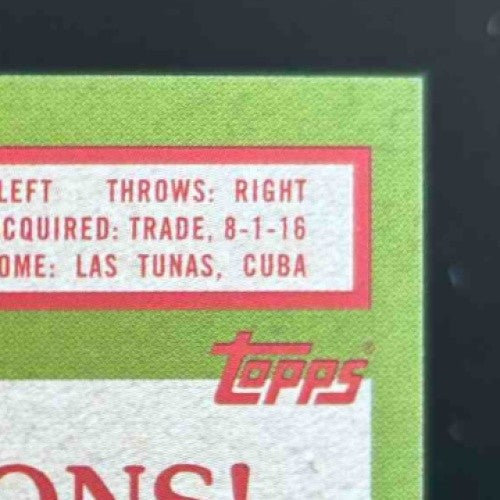 LEFT THROWS: RIGHT
CQUIRED: TRADE, 8-1-16
OME: LAS TUNAS, CUBA
topps®
ONS!